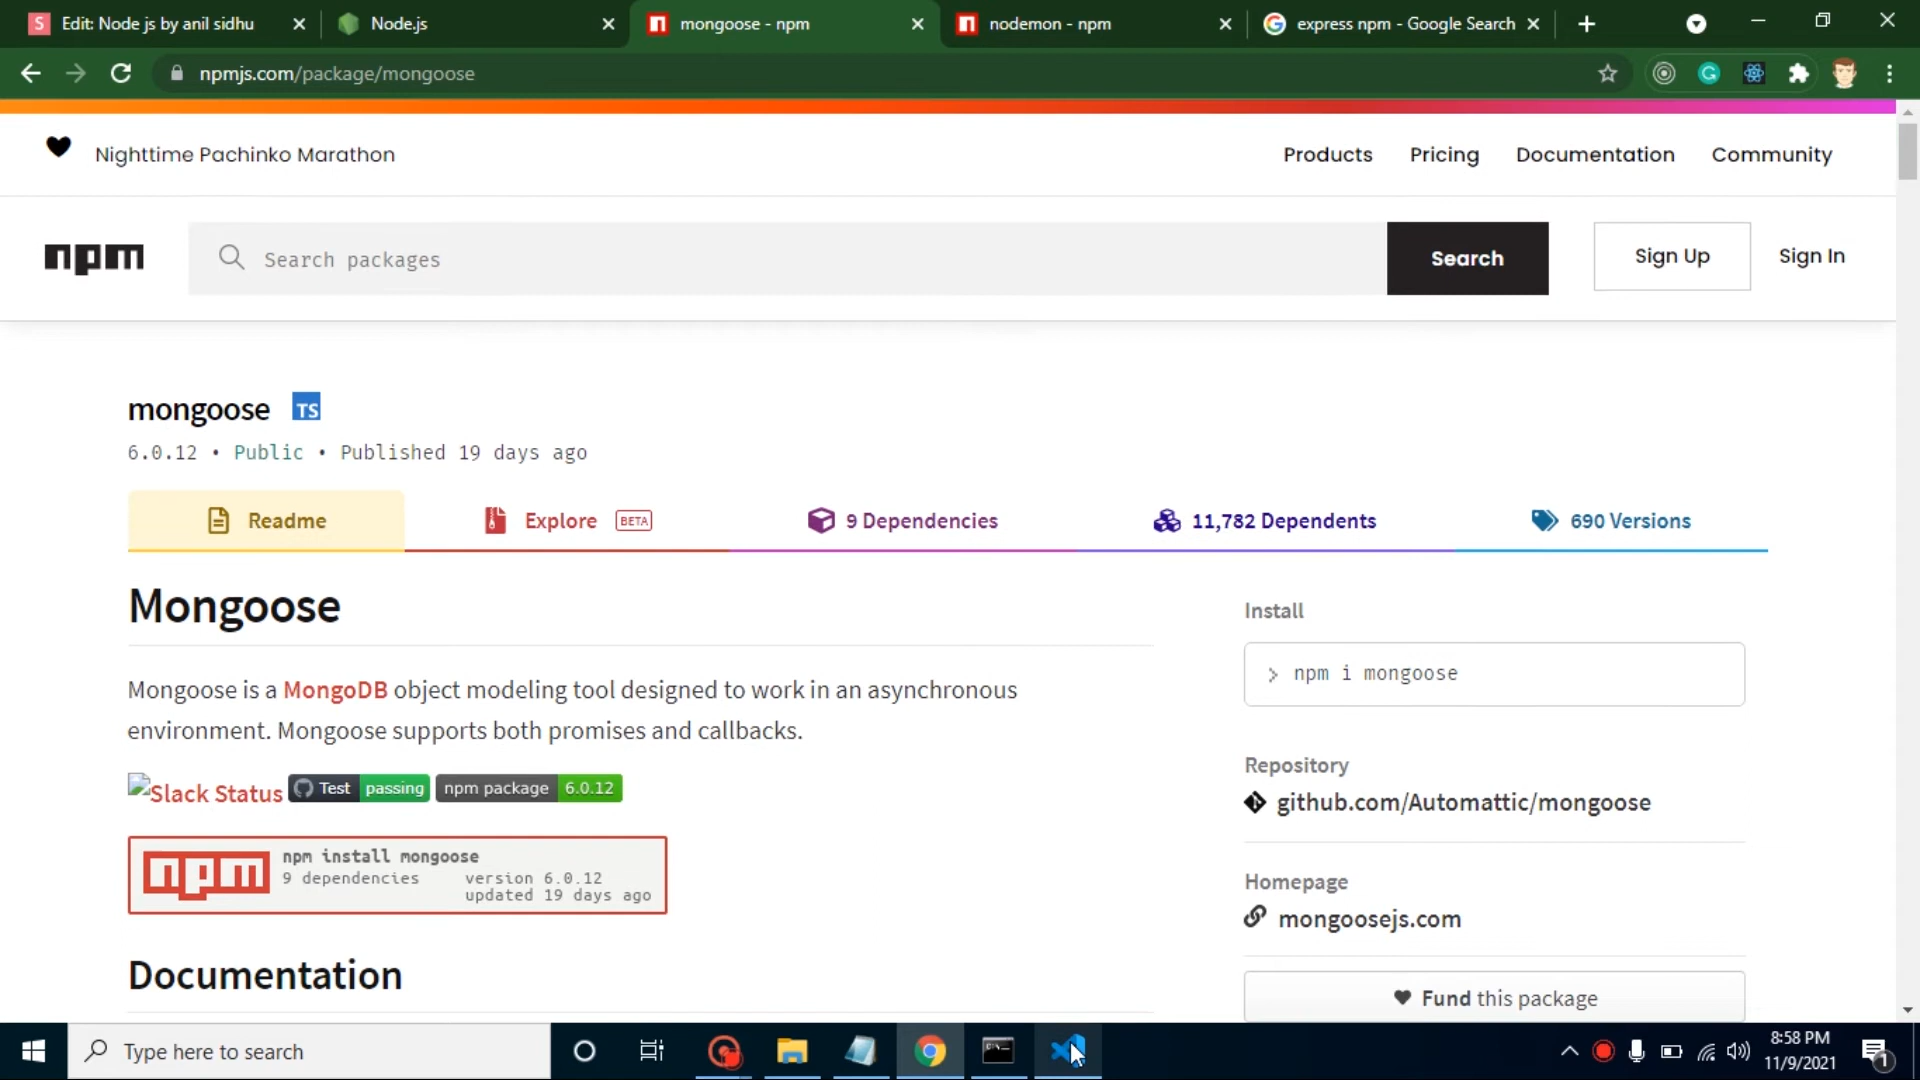 Edit: Node js by anil sidhu
Node.js
mongoose - npm
nodemon - npm
express npm - Google Search
npmjs.com/package/mongoose
Nighttime Pachinko Marathon
Products Pricing Documentation Community
npm
Search packages
Search
Sign Up
Sign In
mongoose TS
6.0.12 • Public • Published 19 days ago
Readme
Explore BETA
9 Dependencies
11,782 Dependents
690 Versions
Mongoose
Install
> npm i mongoose
Mongoose is a MongoDB object modeling tool designed to work in an asynchronous
environment. Mongoose supports both promises and callbacks.
Repository
github.com/Automattic/mongoose
Slack Status Test passing npm package 6.0.12
npm
npm install mongoose
9 dependencies version 6.0.12
updated 19 days ago
Homepage
mongoosejs.com
Documentation
Fund this package
Type here to search
8:58 PM
11/9/2021
1